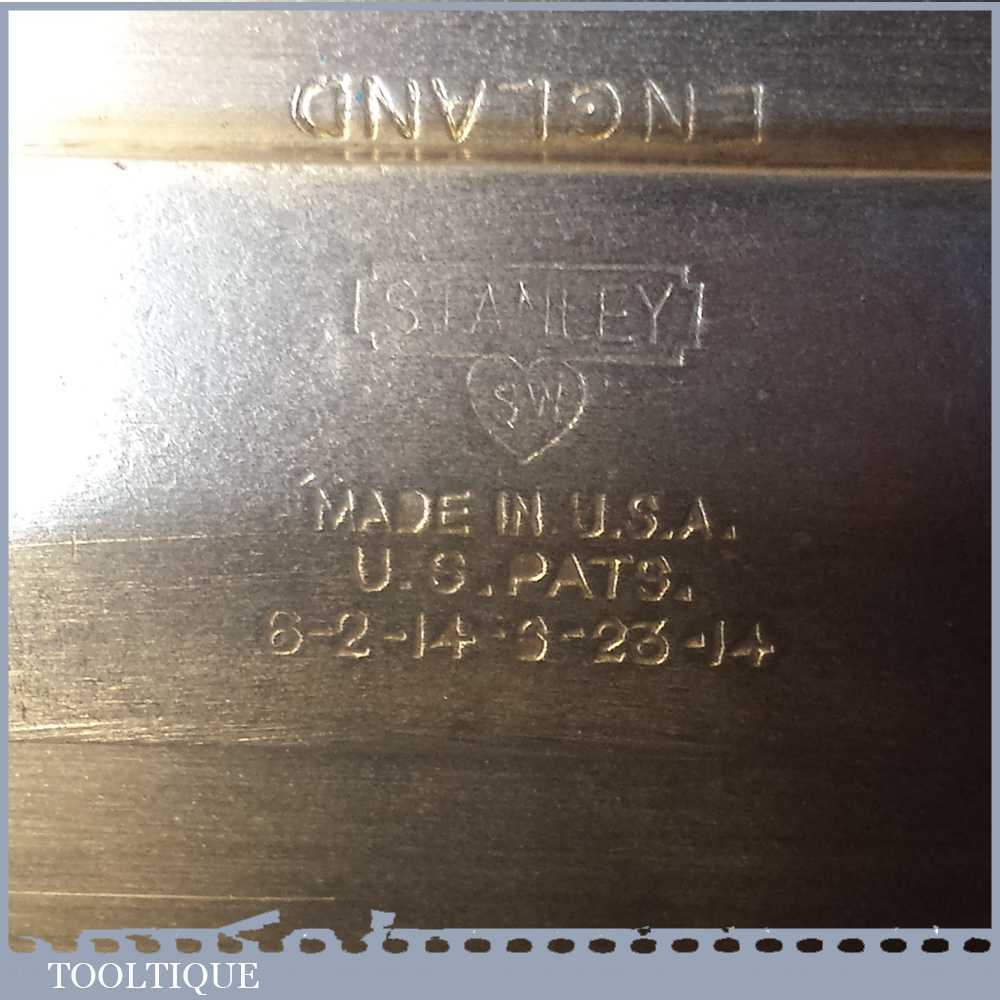 ENGLAND
STANLEY
SW
MADE IN U.S.A.
U.S. PATS.
6-2-14-6-23-14
TOOLTIQUE